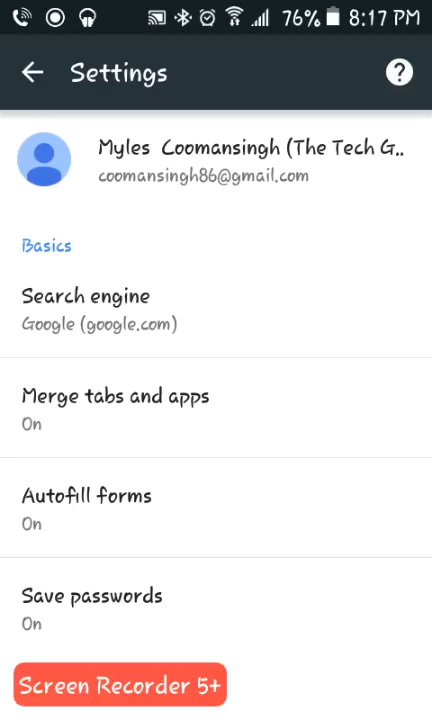 76% 8:17 PM
Settings
Myles Coomansingh (The Tech G..
coomansingh86@gmail.com
Basics
Search engine
Google (google.com)
Merge tabs and apps
On
Autofill forms
On
Save passwords
On
Screen Recorder 5+